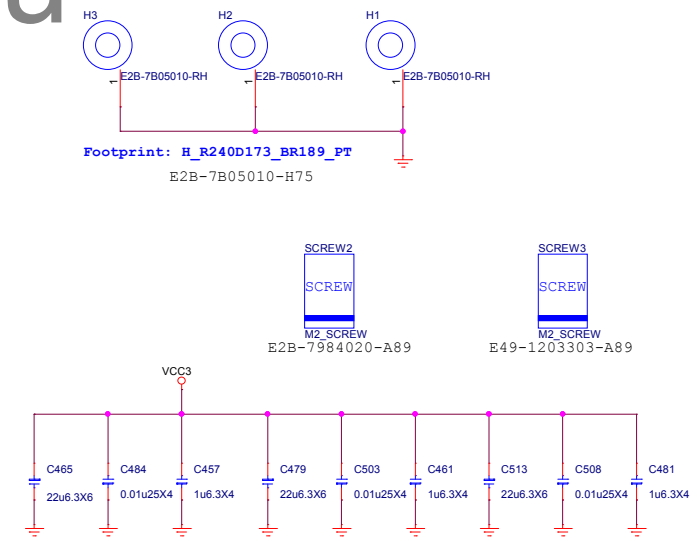 H3 H2 H1
E2B-7B05010-RH E2B-7B05010-RH E2B-7B05010-RH
1 1 1
Footprint: H_R240D173_BR189_PT
E2B-7B05010-H75
SCREW2 SCREW3
SCREW SCREW
M2_SCREW M2_SCREW
E2B-7984020-A89 E49-1203303-A89
VCC3
C465 C484 C457 C479 C503 C461 C513 C508 C481
22u6.3X6 0.01u25X4 1u6.3X4 22u6.3X6 0.01u25X4 1u6.3X4 22u6.3X6 0.01u25X4 1u6.3X4